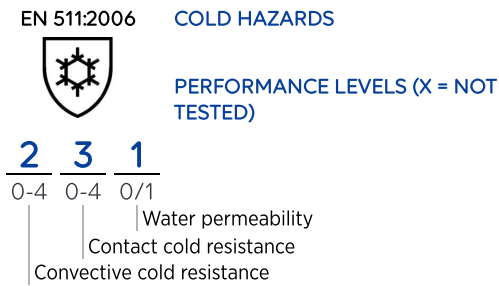 EN 511:2006 COLD HAZARDS
PERFORMANCE LEVELS (X = NOT
TESTED)
2 3 1
0-4 0-4 0/1
Water permeability
Contact cold resistance
Convective cold resistance